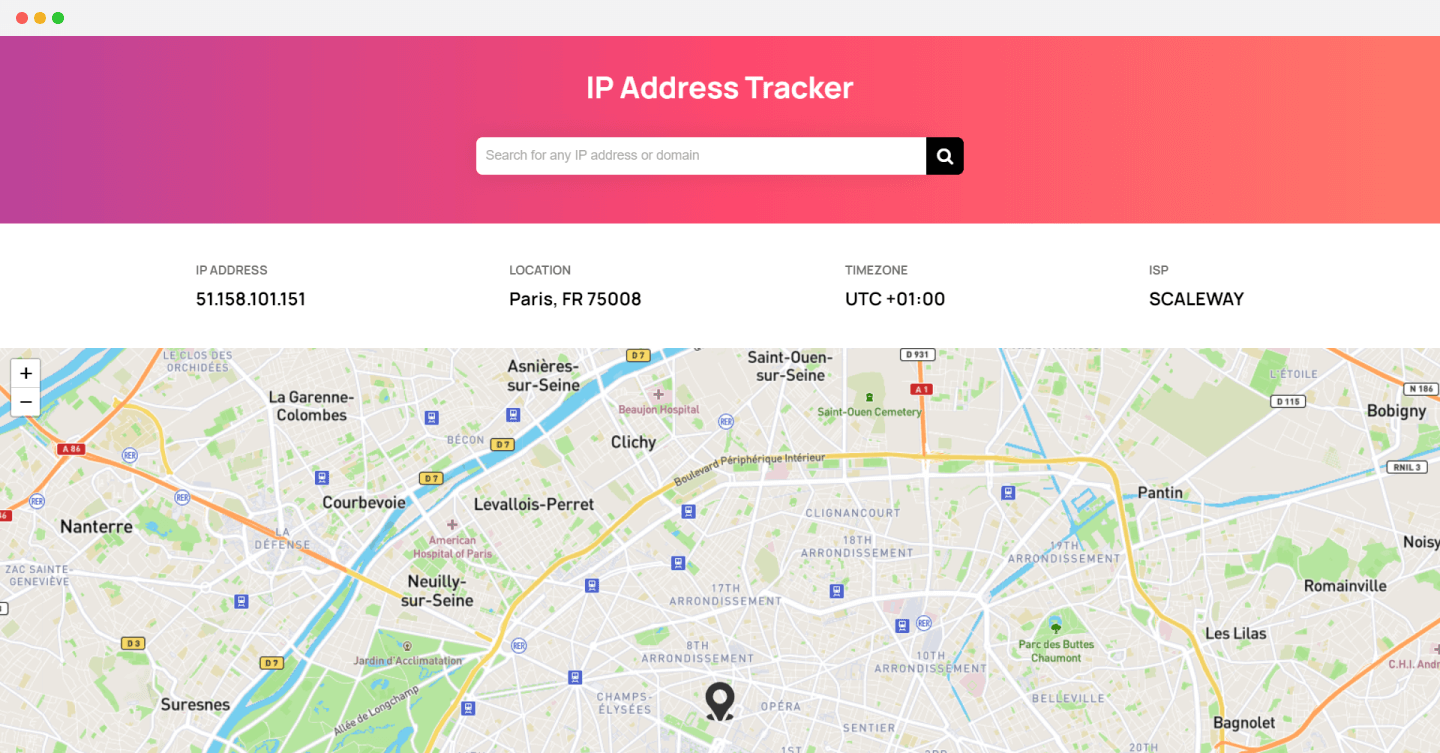 IP Address Tracker
Search for any IP address or domain
IP ADDRESS
51.158.101.151
LOCATION
Paris, FR 75008
TIMEZONE
UTC +01:00
ISP
SCALEWAY
+
−
LE CLOS DES
ORCHIDÉES
Asnières-
sur-Seine
D 7
Saint-Ouen-
sur-Seine
D 931
L'ÉTOILE
N 186
La Garenne-
Colombes
Beaujon Hospital
A 1
Saint-Ouen Cemetery
D 115
Bobigny
RER
BÉCON
D 7
Clichy
A 86
RER
Boulevard Périphérique Intérieur
RNIL 3
D 7
RER
RER
Courbevoie
Levallois-Perret
Pantin
Nanterre
CLIGNANCOURT
LA
DÉFENSE
American
Hospital of Paris
18TH
ARRONDISSEMENT
19TH
ARRONDISSEMENT
Noisy
ZAC SAINTE-
GENEVIÈVE
Neuilly-
sur-Seine
17TH
ARRONDISSEMENT
Romainville
RER
D 3
RER
8TH
ARRONDISSEMENT
10TH
ARRONDISSEMENT
Parc des Buttes
Chaumont
Les Lilas
D 7
Jardin d'Acclimatation
C.H.I. Andr
Suresnes
Allée de Longchamp
CHAMPS-
ÉLYSÉES
OPÉRA
BELLEVILLE
SENTIER
Bagnolet
1ST
20TH